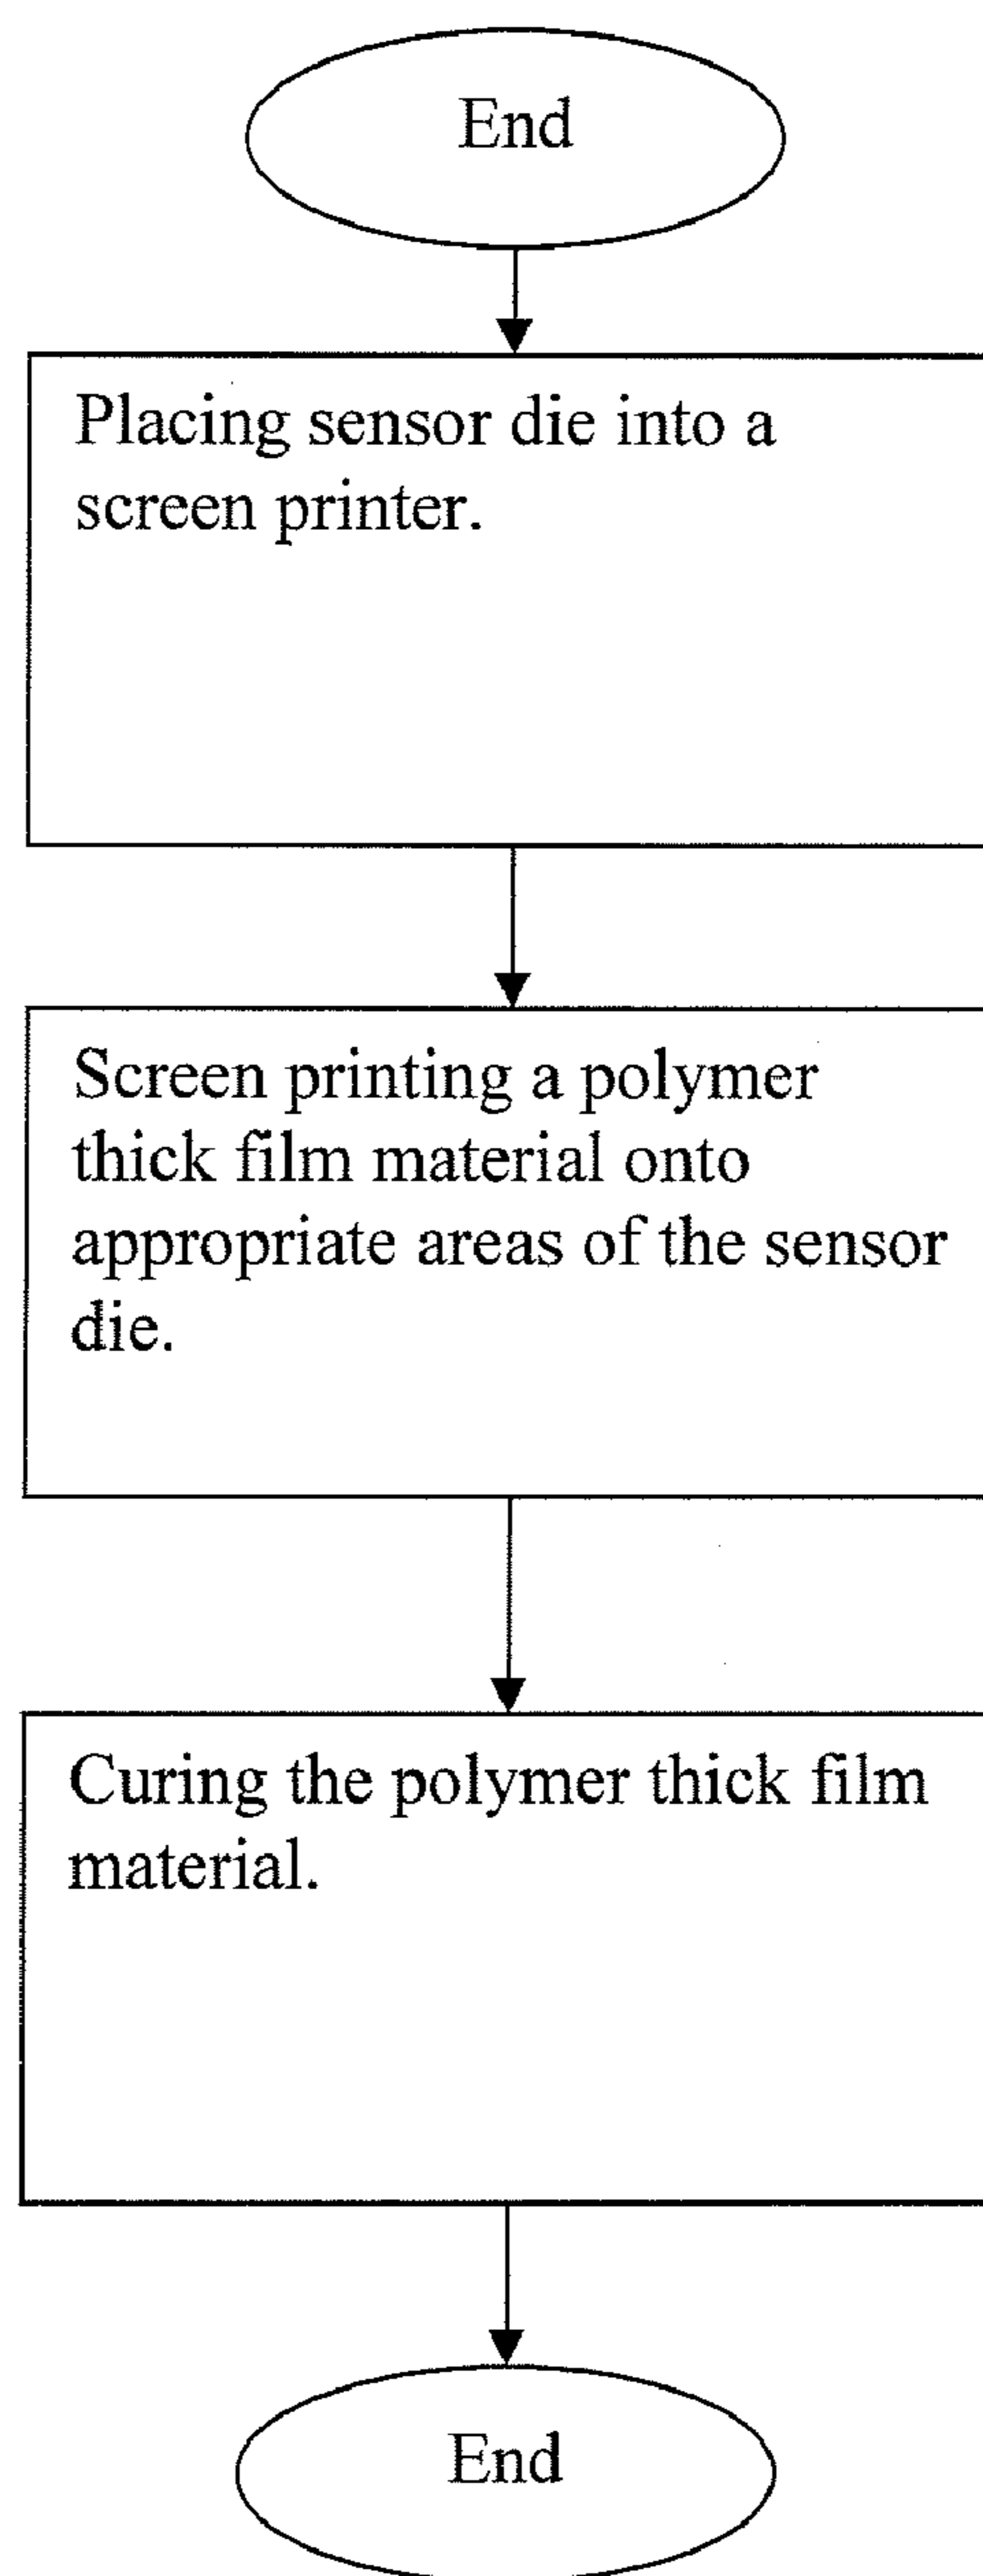 End
Placing sensor die into a
screen printer.
Screen printing a polymer
thick film material onto
appropriate areas of the sensor
die.
Curing the polymer thick film
material.
End